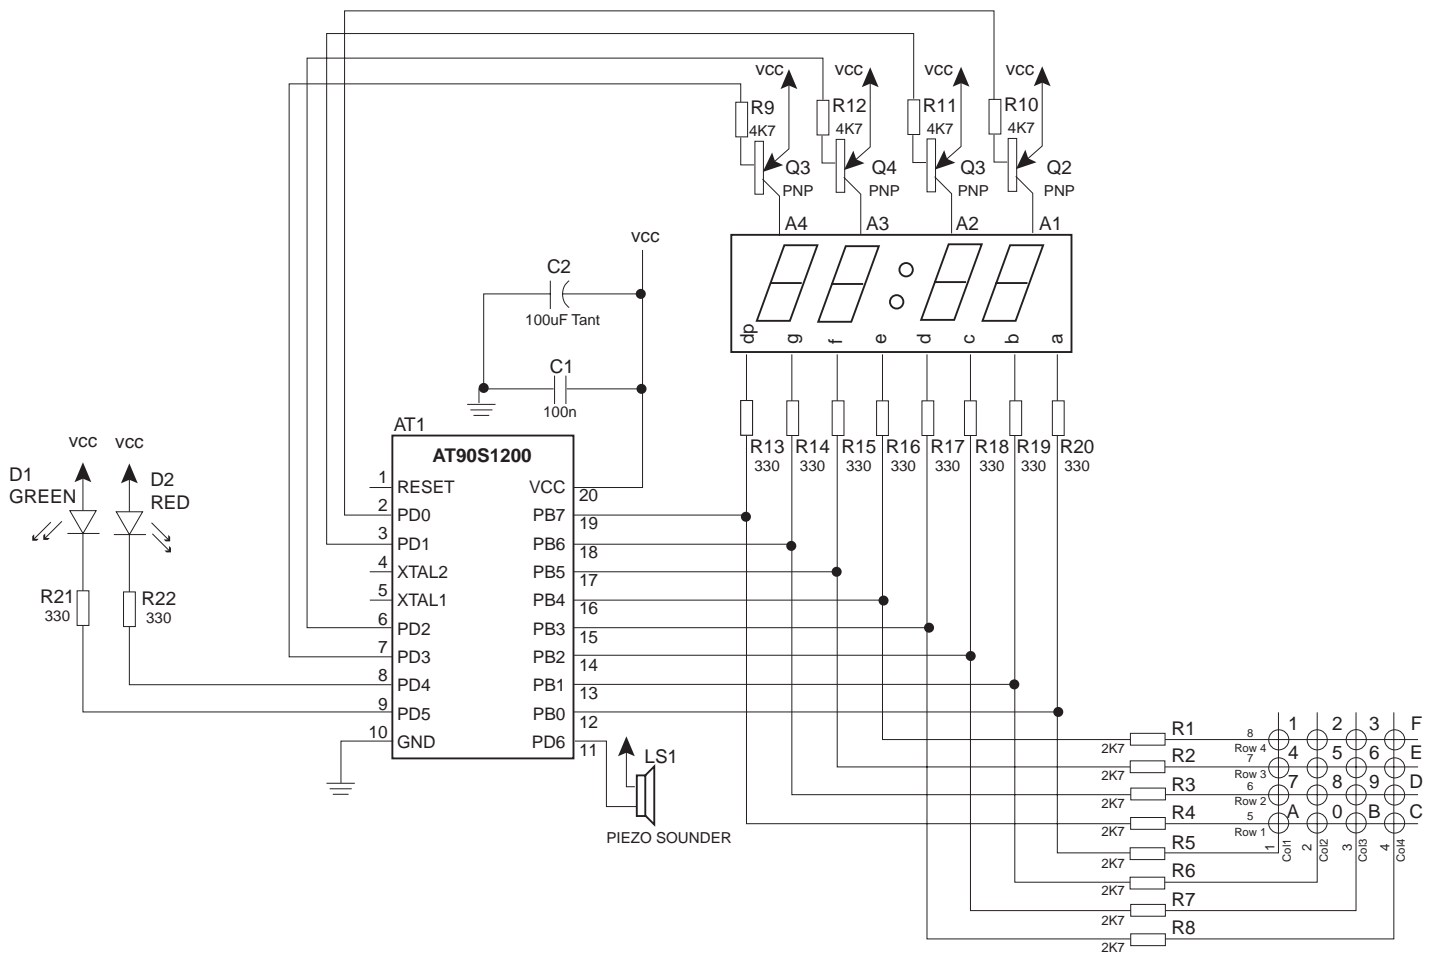 vcc vcc vcc vcc
R9 R12 R11 R10
4K7 4K7 4K7 4K7
Q3 Q4 Q3 Q2
PNP PNP PNP PNP
A4 A3 A2 A1
vcc
C2
100uF Tant
dp g f e d c b a
C1
100n
AT1
AT90S1200
R13 R14 R15 R16 R17 R18 R19 R20
330 330 330 330 330 330 330 330
vcc vcc
D1
GREEN
D2
RED
1 RESET VCC 20
2 PD0 PB7 19
3 PD1 PB6 18
4 XTAL2 PB5 17
5 XTAL1 PB4 16
6 PD2 PB3 15
7 PD3 PB2 14
8 PD4 PB1 13
9 PD5 PB0 12
10 GND PD6 11
R21
330
R22
330
LS1
PIEZO SOUNDER
R1 2K7 8 Row 4 1 2 3 F
R2 2K7 7 Row 3 4 5 6 E
R3 2K7 6 Row 2 7 8 9 D
R4 2K7 5 Row 1 A 0 B C
R5 2K7
1 Col1 2 Col2 3 Col3 4 Col4
R6 2K7
R7 2K7
R8 2K7